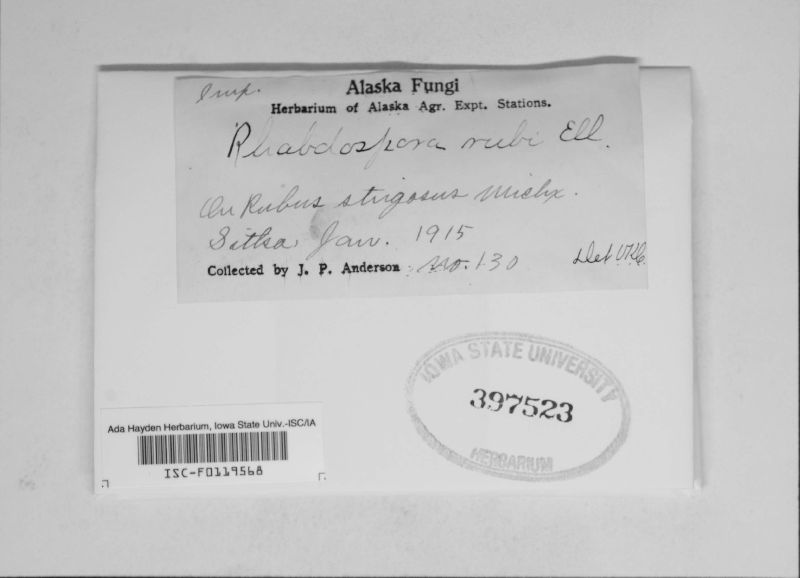 Imp.
Alaska Fungi
Herbarium of Alaska Agr. Expt. Stations.
Rhabdospora rubi Ell.
On Rubus strigosus Michx.
Sitka, Jan. 1915
Collected by J. P. Anderson No. 130
Det
IOWA STATE UNIVERSITY
397523
HERBARIUM
Ada Hayden Herbarium, Iowa State Univ.-ISC/IA
ISC-F0119568